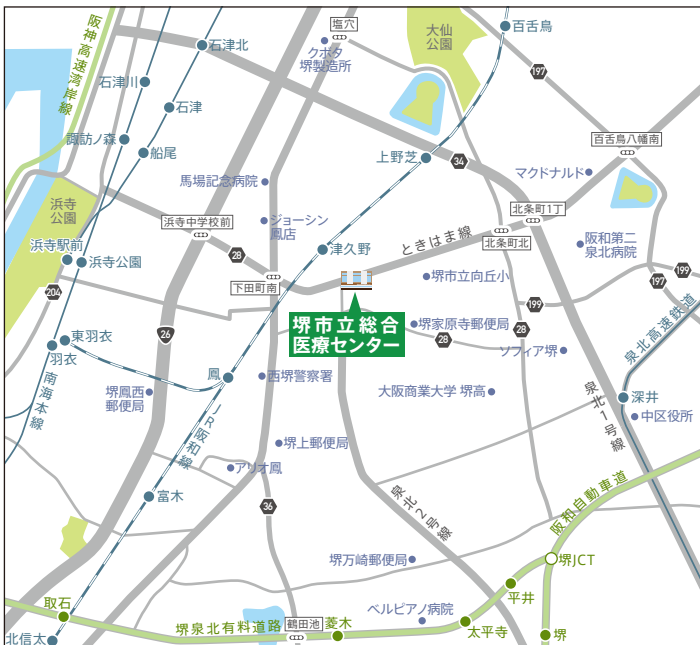 阪神高速湾岸線
石津北
塩穴
クボタ
堺製造所
大仙
公園
百舌鳥
197
石津川
石津
諏訪ノ森
船尾
上野芝
34
百舌鳥八幡南
マクドナルド
馬場記念病院
浜寺
公園
浜寺中学校前
ジョーシン
鳳店
北条町1丁
ときはま線
北条町北
阪和第二
泉北病院
浜寺駅前
浜寺公園
28
津久野
下田町南
堺市立向丘小
199
197
204
199
堺市立総合
医療センター
堺家原寺郵便局
28
28
ソフィア堺
泉北高速鉄道
26
東羽衣
羽衣
南海本線
堺鳳西
郵便局
鳳
西堺警察署
大阪商業大学 堺高
泉北1号線
深井
中区役所
JR阪和線
堺上郵便局
アリオ鳳
富木
36
泉北2号線
阪和自動車道
堺万崎郵便局
堺JCT
取石
平井
ベルピアノ病院
北信太
堺泉北有料道路
鶴田池
菱木
太平寺
堺